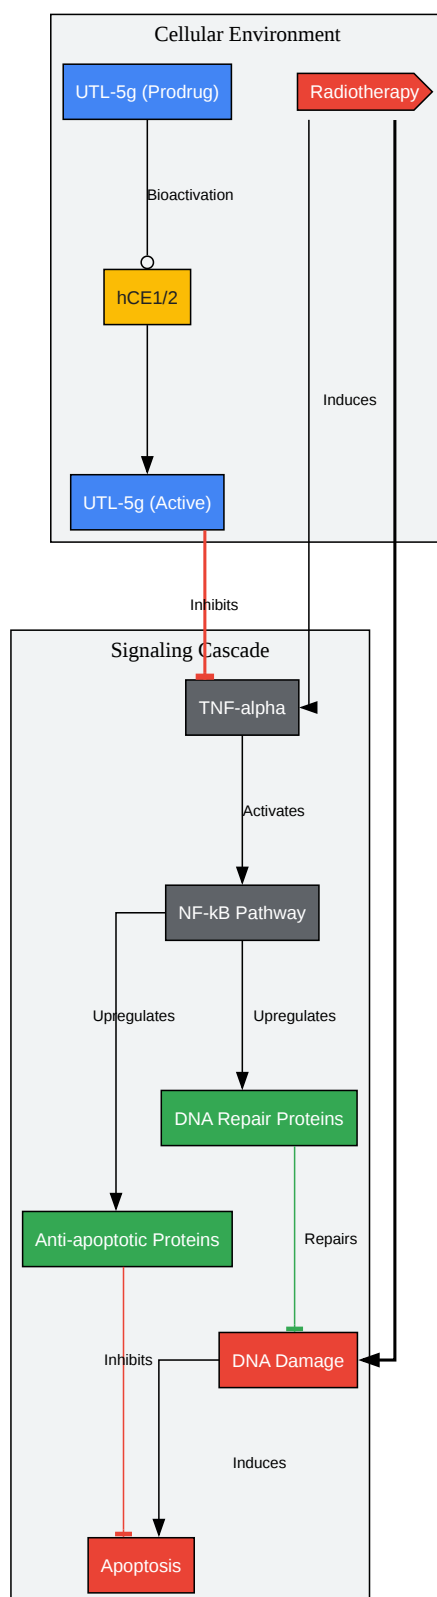 Cellular Environment
UTL-5g (Prodrug)
Radiotherapy
Bioactivation
hCE1/2
Induces
UTL-5g (Active)
Inhibits
Signaling Cascade
TNF-alpha
Activates
NF-kB Pathway
Upregulates
Upregulates
DNA Repair Proteins
Anti-apoptotic Proteins
Repairs
Inhibits
DNA Damage
Induces
Apoptosis